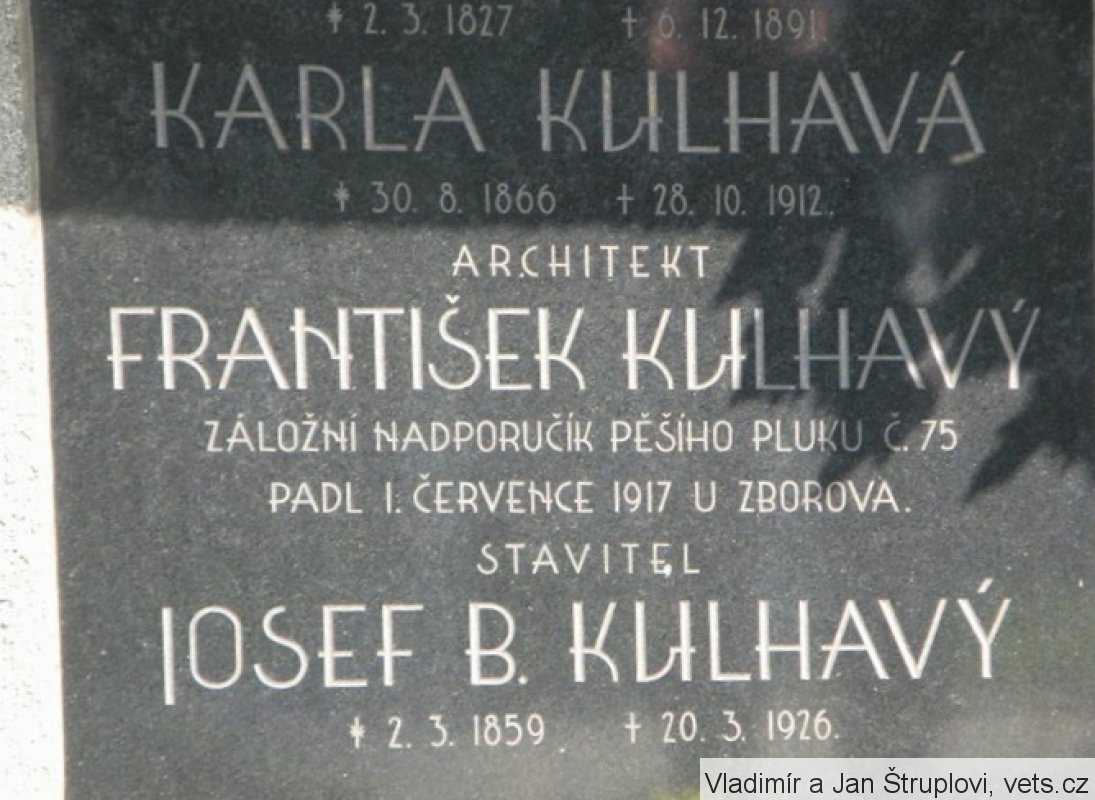 * 2. 3. 1827 † 6. 12. 1891.
KARLA KULHAVÁ
* 30. 8. 1866 † 28. 10. 1912.
ARCHITEKT
FRANTIŠEK KULHAVÝ
ZÁLOŽNÍ NADPORUČÍK PĚŠÍHO PLUKU Č. 75
PADL 1. ČERVENCE 1917 U ZBOROVA.
STAVITEL
JOSEF B. KULHAVÝ
* 2. 3. 1859 † 20. 3. 1926.
Vladimír a Jan Štruplovi, vets.cz